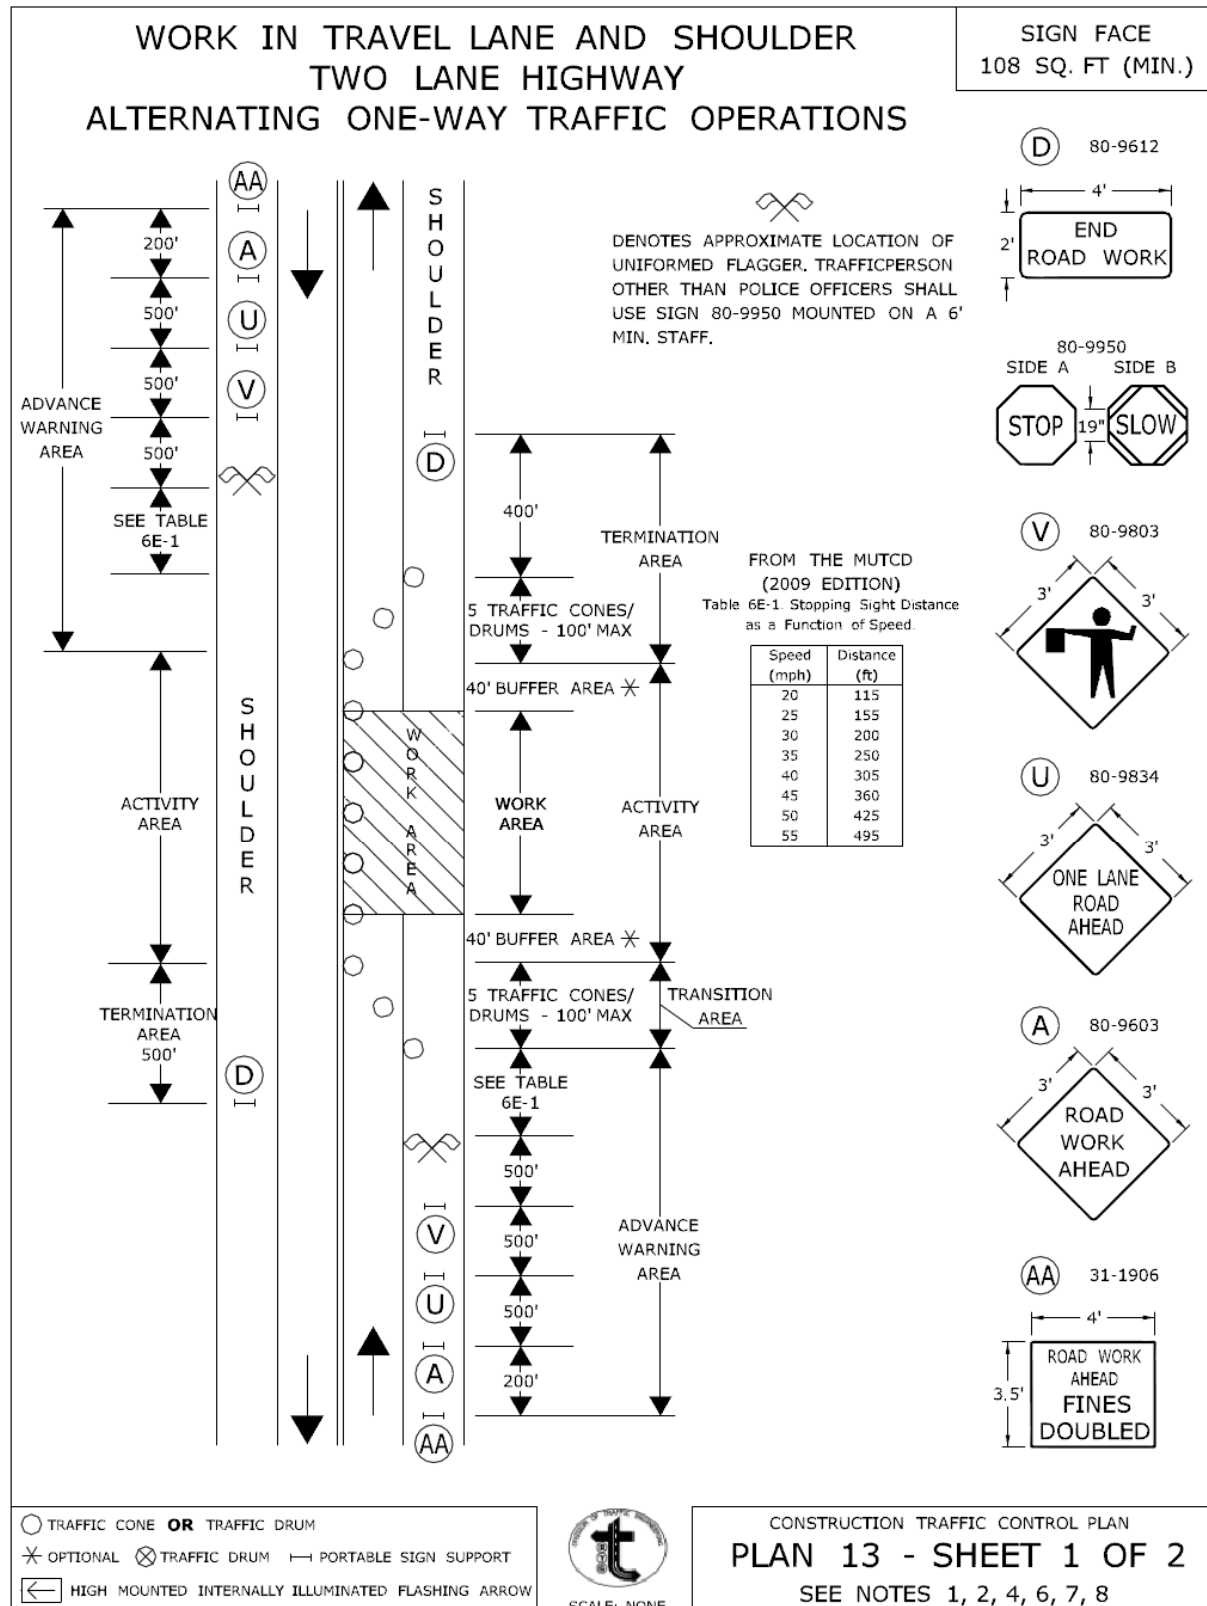 WORK IN TRAVEL LANE AND SHOULDER
TWO LANE HIGHWAY
ALTERNATING ONE-WAY TRAFFIC OPERATIONS
SIGN FACE
108 SQ. FT (MIN.)
AA
A
U
V
200'
500'
500'
500'
SEE TABLE
6E-1
ADVANCE
WARNING
AREA
SHOULDER
ACTIVITY
AREA
TERMINATION
AREA
500'
D
SHOULDER
D
400'
TERMINATION
AREA
5 TRAFFIC CONES/
DRUMS - 100' MAX
40' BUFFER AREA
WORK AREA
WORK
AREA
ACTIVITY
AREA
40' BUFFER AREA
5 TRAFFIC CONES/
DRUMS - 100' MAX
TRANSITION
AREA
SEE TABLE
6E-1
500'
V
500'
U
500'
A
200'
AA
ADVANCE
WARNING
AREA
DENOTES APPROXIMATE LOCATION OF
UNIFORMED FLAGGER. TRAFFICPERSON
OTHER THAN POLICE OFFICERS SHALL
USE SIGN 80-9950 MOUNTED ON A 6'
MIN. STAFF.
FROM THE MUTCD
(2009 EDITION)
Table 6E-1. Stopping Sight Distance
as a Function of Speed.
Speed Distance
(mph) (ft)
20 115
25 155
30 200
35 250
40 305
45 360
50 425
55 495
D 80-9612
4'
2'
END
ROAD WORK
80-9950
SIDE A SIDE B
STOP 19" SLOW
V 80-9803
3' 3'
U 80-9834
3' 3'
ONE LANE
ROAD
AHEAD
A 80-9603
3' 3'
ROAD
WORK
AHEAD
AA 31-1906
4'
3.5'
ROAD WORK
AHEAD
FINES
DOUBLED
TRAFFIC CONE OR TRAFFIC DRUM
OPTIONAL TRAFFIC DRUM PORTABLE SIGN SUPPORT
HIGH MOUNTED INTERNALLY ILLUMINATED FLASHING ARROW
DIVISION OF TRAFFIC ENGINEERING
SCALE: NONE
CONSTRUCTION TRAFFIC CONTROL PLAN
PLAN 13 - SHEET 1 OF 2
SEE NOTES 1, 2, 4, 6, 7, 8